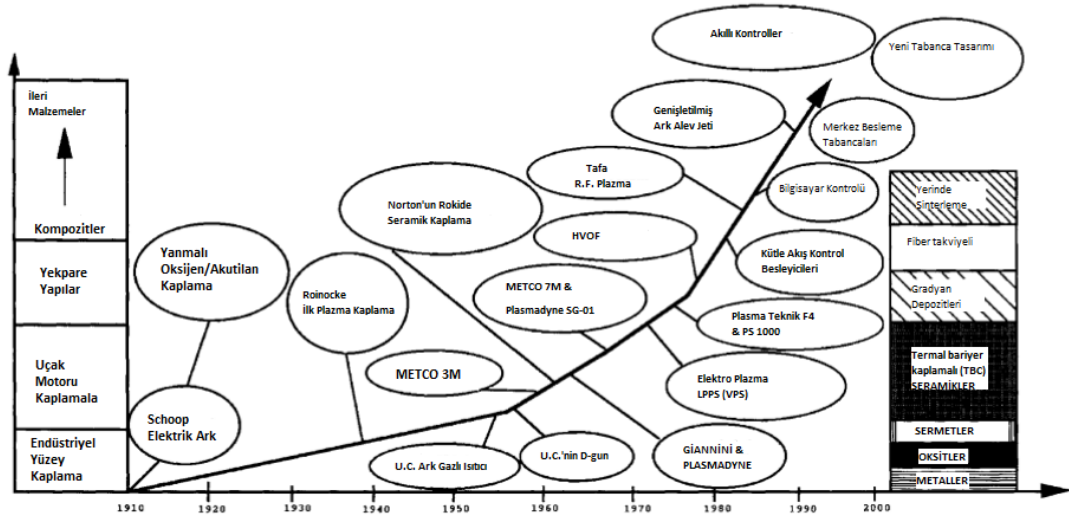 İleri
Malzemeler
Kompozitler
Yekpare
Yapılar
Uçak
Motoru
Kaplamala
Endüstriyel
Yüzey
Kaplama
Yanmalı
Oksijen/Akutilan
Kaplama
Schoop
Elektrik Ark
Roinocke
İlk Plazma Kaplama
Norton'un Rokide
Seramik Kaplama
METCO 3M
U.C. Ark Gazlı Isıtıcı
U.C.'nin D-gun
METCO 7M &
Plasmadyne SG-01
HVOF
Tafa
R.F. Plazma
Genişletilmiş
Ark Alev Jeti
Akıllı Kontroller
Yeni Tabanca Tasarımı
Merkez Besleme
Tabancaları
Bilgisayar Kontrolü
Kütle Akış Kontrol
Besleyicileri
Plasma Teknik F4
& PS 1000
Elektro Plazma
LPPS (VPS)
GİANNİNİ &
PLASMADYNE
Yerinde
Sinterleme
Fiber takviyeli
Gradyan
Depozitleri
Termal bariyer
kaplamalı (TBC)
SERAMİKLER
SERMETLER
OKSİTLER
METALLER
1910 1920 1930 1940 1950 1960 1970 1980 1990 2000